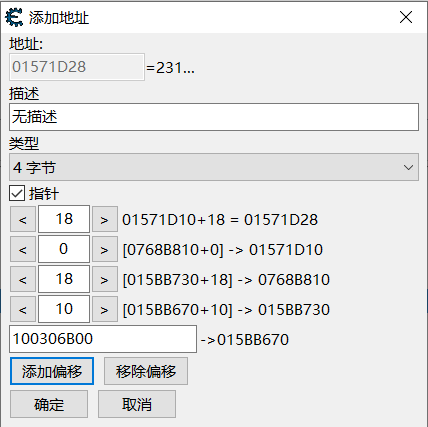 添加地址
地址:
01571D28 =231...
描述
无描述
类型
4 字节
指针
< 18 > 01571D10+18 = 01571D28
< 0 > [0768B810+0] -> 01571D10
< 18 > [015BB730+18] -> 0768B810
< 10 > [015BB670+10] -> 015BB730
100306B00 ->015BB670
添加偏移 移除偏移
确定 取消